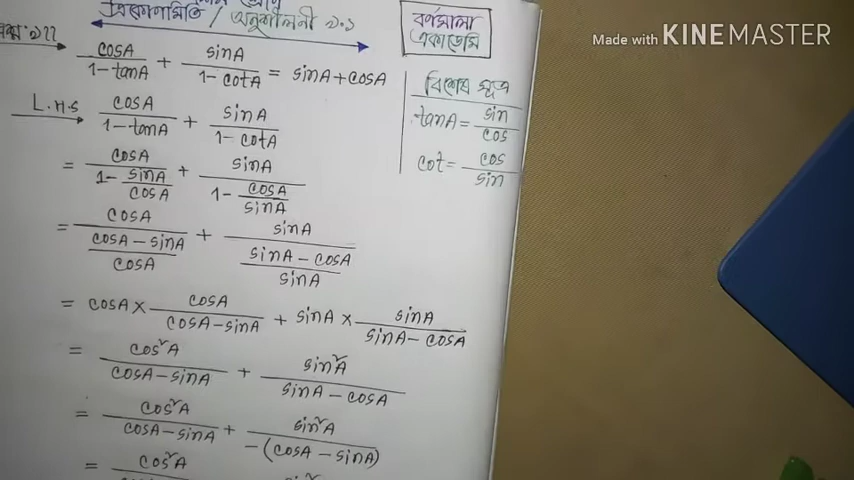 ত্রিকোণমিতি / অনুশীলনী ৯.১
বর্ণমালা
একাডেমি
Made with KINEMASTER
১৭7
cosA/(1-tanA) + sinA/(1-cotA) = sinA+cosA
বিশেষ সূত্র
tanA = sin/cos
cot = cos/sin
L.H.S cosA/(1-tanA) + sinA/(1-cotA)
= cosA/(1-sinA/cosA) + sinA/(1-cosA/sinA)
= cosA/((cosA-sinA)/cosA) + sinA/((sinA-cosA)/sinA)
= cosA × cosA/(cosA-sinA) + sinA × sinA/(sinA-cosA)
= cos²A/(cosA-sinA) + sin²A/(sinA-cosA)
= cos²A/(cosA-sinA) + sin²A/-(cosA-sinA)
= cos²A